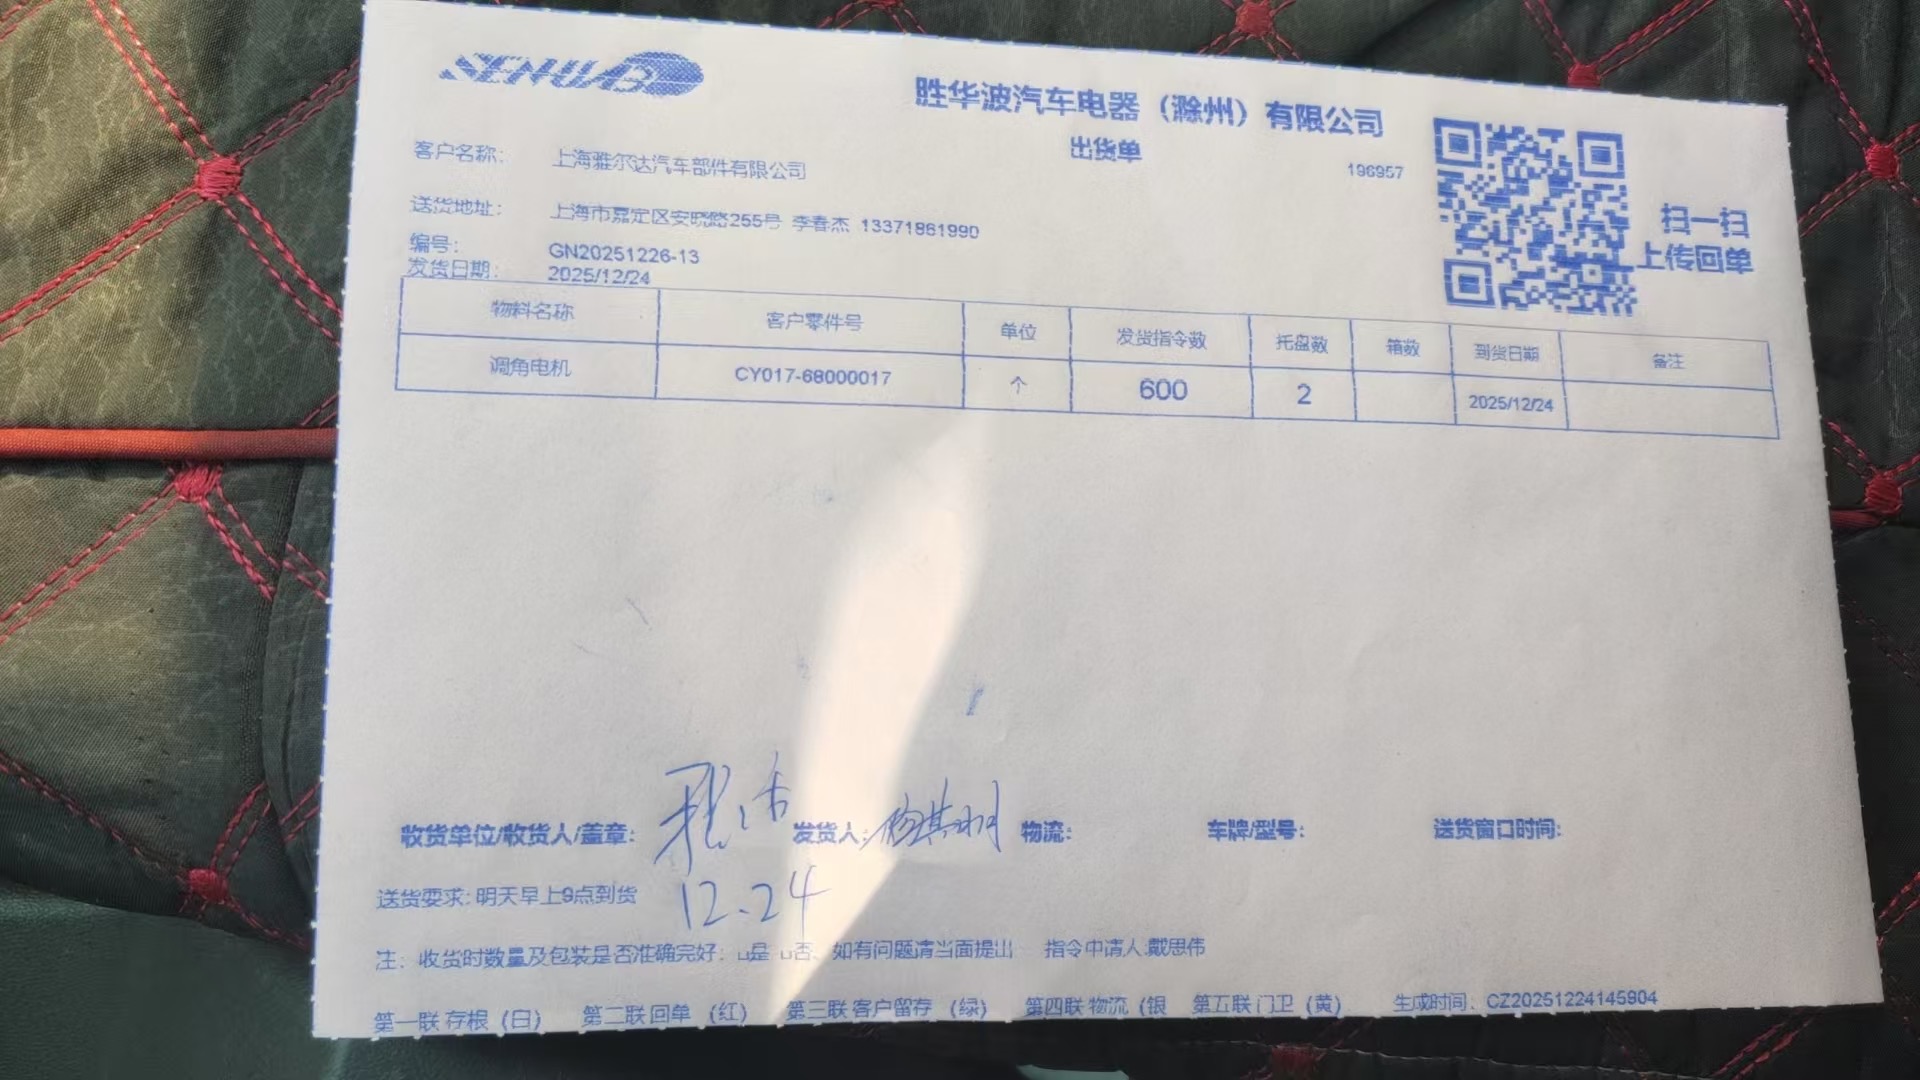 SENHUAB
胜华波汽车电器（滁州）有限公司
出货单
196957
扫一扫
上传回单
客户名称： 上海雅尔达汽车部件有限公司
送货地址： 上海市嘉定区安晓路255号 李春杰 13371861990
编号： GN20251226-13
发货日期： 2025/12/24
物料名称 客户零件号 单位 发货指令数 托盘数 箱数 到货日期 备注
调角电机 CY017-68000017 个 600 2 2025/12/24
收货单位/收货人/盖章： 发货人： 物流： 车牌/型号： 送货窗口时间：
12.24
送货要求: 明天早上9点到货
注：收货时数量及包装是否准确完好：□是 □否、如有问题请当面提出 指令申请人:戴思伟
第一联 存根（白） 第二联 回单（红） 第三联 客户留存（绿） 第四联 物流（银 第五联 门卫（黄） 生成时间：CZ20251224145904